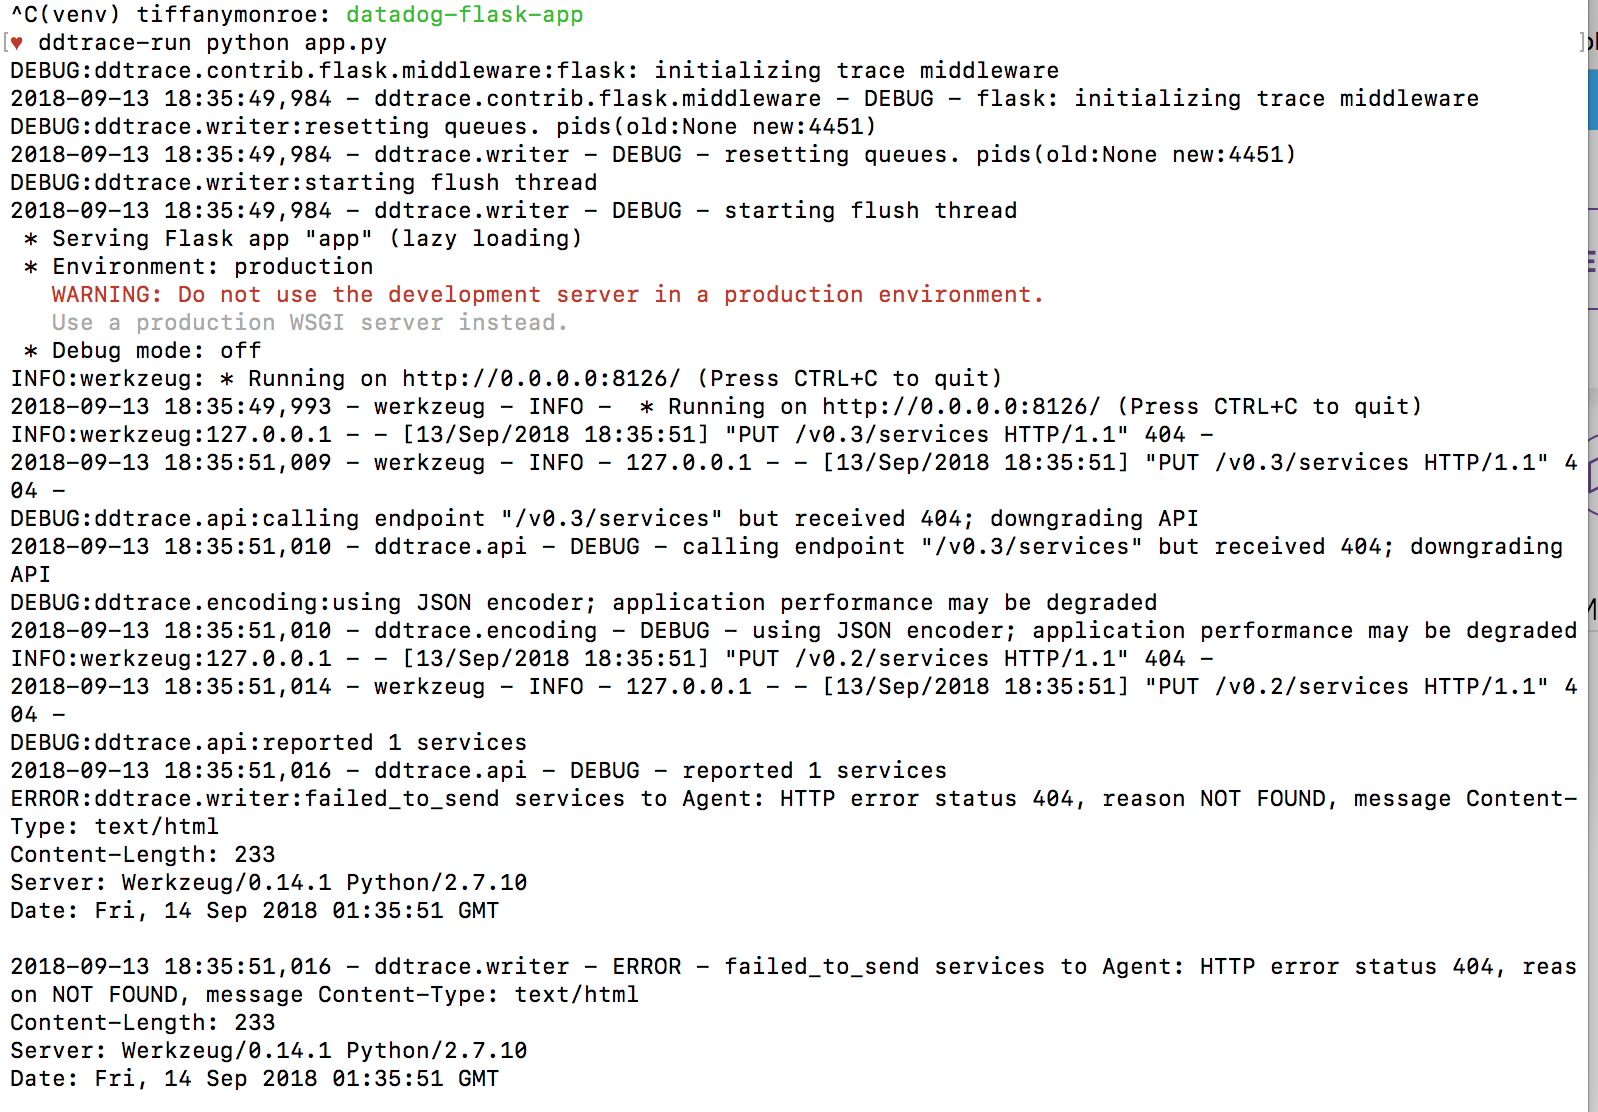 ^C(venv) tiffanymonroe: datadog-flask-app
[♥ ddtrace-run python app.py ]
DEBUG:ddtrace.contrib.flask.middleware:flask: initializing trace middleware
2018-09-13 18:35:49,984 - ddtrace.contrib.flask.middleware - DEBUG - flask: initializing trace middleware
DEBUG:ddtrace.writer:resetting queues. pids(old:None new:4451)
2018-09-13 18:35:49,984 - ddtrace.writer - DEBUG - resetting queues. pids(old:None new:4451)
DEBUG:ddtrace.writer:starting flush thread
2018-09-13 18:35:49,984 - ddtrace.writer - DEBUG - starting flush thread
 * Serving Flask app "app" (lazy loading)
 * Environment: production
   WARNING: Do not use the development server in a production environment.
   Use a production WSGI server instead.
 * Debug mode: off
INFO:werkzeug: * Running on http://0.0.0.0:8126/ (Press CTRL+C to quit)
2018-09-13 18:35:49,993 - werkzeug - INFO -  * Running on http://0.0.0.0:8126/ (Press CTRL+C to quit)
INFO:werkzeug:127.0.0.1 - - [13/Sep/2018 18:35:51] "PUT /v0.3/services HTTP/1.1" 404 -
2018-09-13 18:35:51,009 - werkzeug - INFO - 127.0.0.1 - - [13/Sep/2018 18:35:51] "PUT /v0.3/services HTTP/1.1" 4
04 -
DEBUG:ddtrace.api:calling endpoint "/v0.3/services" but received 404; downgrading API
2018-09-13 18:35:51,010 - ddtrace.api - DEBUG - calling endpoint "/v0.3/services" but received 404; downgrading
API
DEBUG:ddtrace.encoding:using JSON encoder; application performance may be degraded
2018-09-13 18:35:51,010 - ddtrace.encoding - DEBUG - using JSON encoder; application performance may be degraded
INFO:werkzeug:127.0.0.1 - - [13/Sep/2018 18:35:51] "PUT /v0.2/services HTTP/1.1" 404 -
2018-09-13 18:35:51,014 - werkzeug - INFO - 127.0.0.1 - - [13/Sep/2018 18:35:51] "PUT /v0.2/services HTTP/1.1" 4
04 -
DEBUG:ddtrace.api:reported 1 services
2018-09-13 18:35:51,016 - ddtrace.api - DEBUG - reported 1 services
ERROR:ddtrace.writer:failed_to_send services to Agent: HTTP error status 404, reason NOT FOUND, message Content-
Type: text/html
Content-Length: 233
Server: Werkzeug/0.14.1 Python/2.7.10
Date: Fri, 14 Sep 2018 01:35:51 GMT

2018-09-13 18:35:51,016 - ddtrace.writer - ERROR - failed_to_send services to Agent: HTTP error status 404, reas
on NOT FOUND, message Content-Type: text/html
Content-Length: 233
Server: Werkzeug/0.14.1 Python/2.7.10
Date: Fri, 14 Sep 2018 01:35:51 GMT